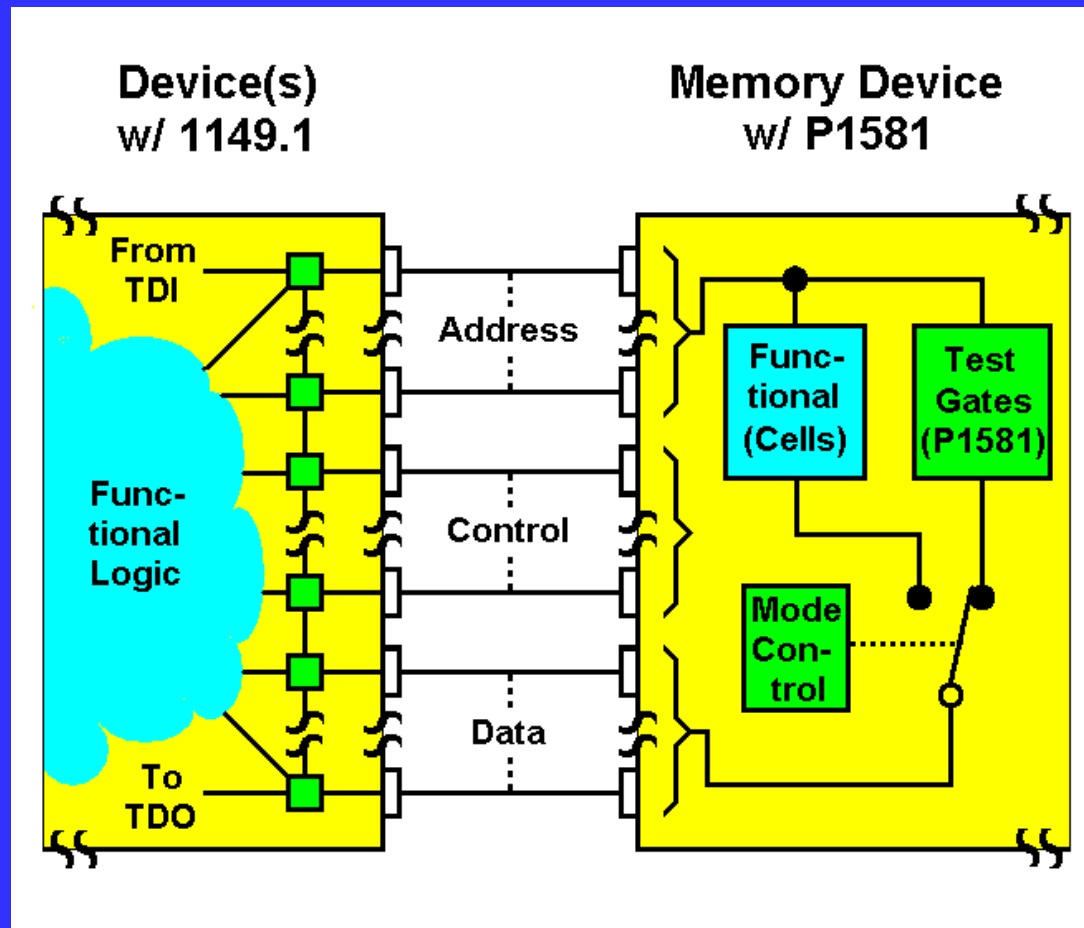 Device(s)
w/ 1149.1
Memory Device
w/ P1581
From
TDI
Func-
tional
Logic
To
TDO
Address
Control
Data
Func-
tional
(Cells)
Test
Gates
(P1581)
Mode
Con-
trol